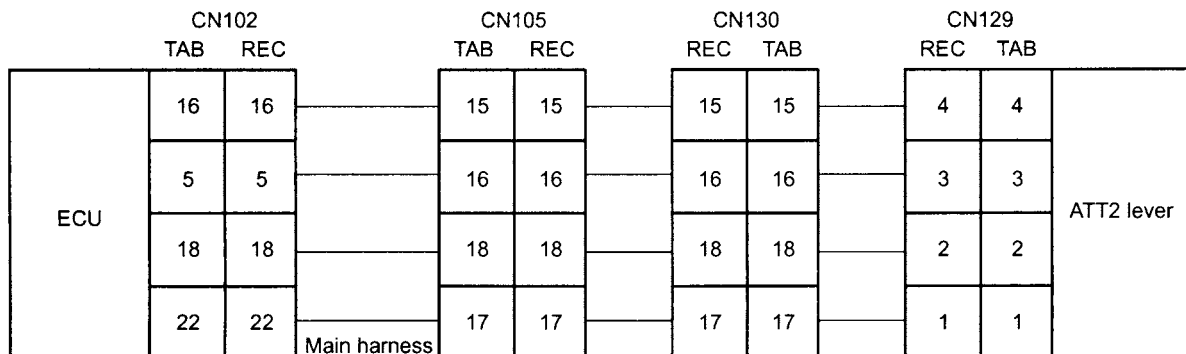 CN102 CN105 CN130 CN129
TAB REC TAB REC REC TAB REC TAB
16 16 15 15 15 15 4 4
5 5 16 16 16 16 3 3
ECU ATT2 lever
18 18 18 18 18 18 2 2
22 22 17 17 17 17 1 1
Main harness